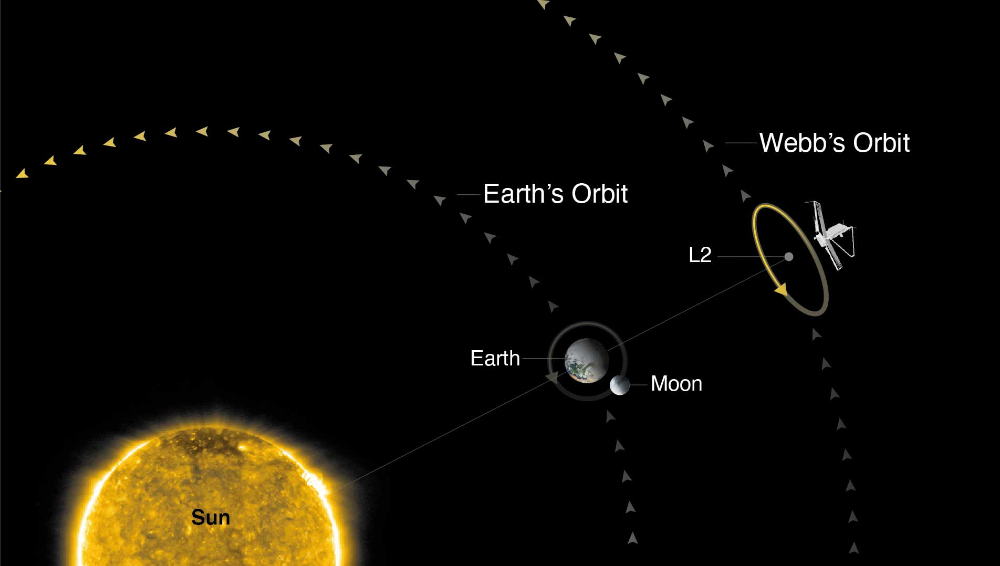 Webb’s Orbit
Earth’s Orbit
L2
Earth
Moon
Sun